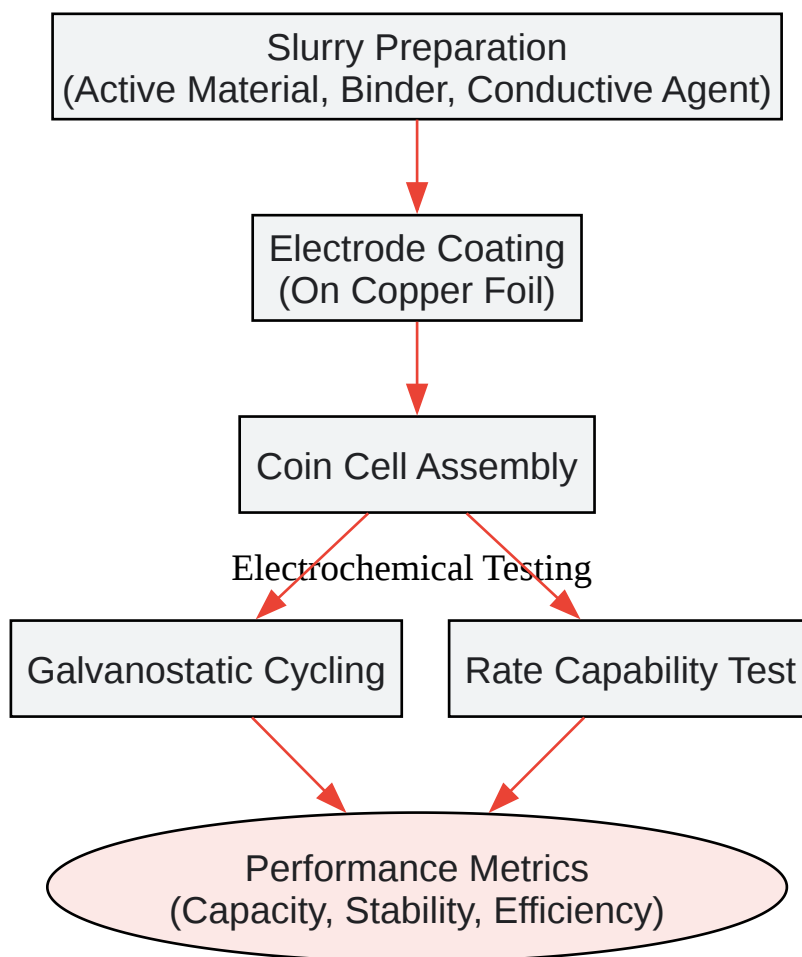 Slurry Preparation
(Active Material, Binder, Conductive Agent)
Electrode Coating
(On Copper Foil)
Coin Cell Assembly
Electrochemical Testing
Galvanostatic Cycling
Rate Capability Test
Performance Metrics
(Capacity, Stability, Efficiency)